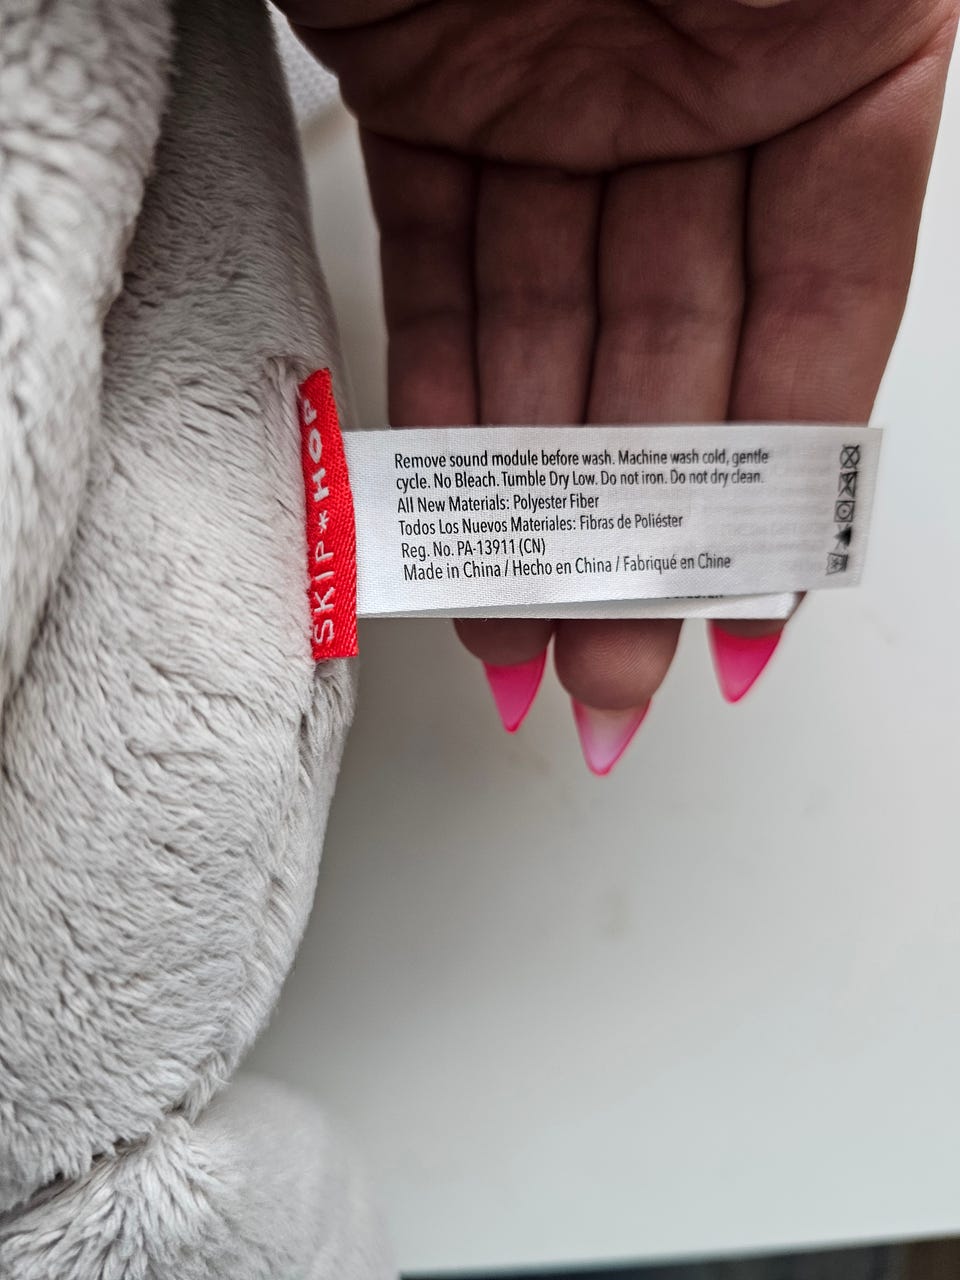 SKIP*HOP
Remove sound module before wash. Machine wash cold, gentle
cycle. No Bleach. Tumble Dry Low. Do not iron. Do not dry clean.
All New Materials: Polyester Fiber
Todos Los Nuevos Materiales: Fibras de Poliéster
Reg. No. PA-13911 (CN)
Made in China / Hecho en China / Fabriqué en Chine